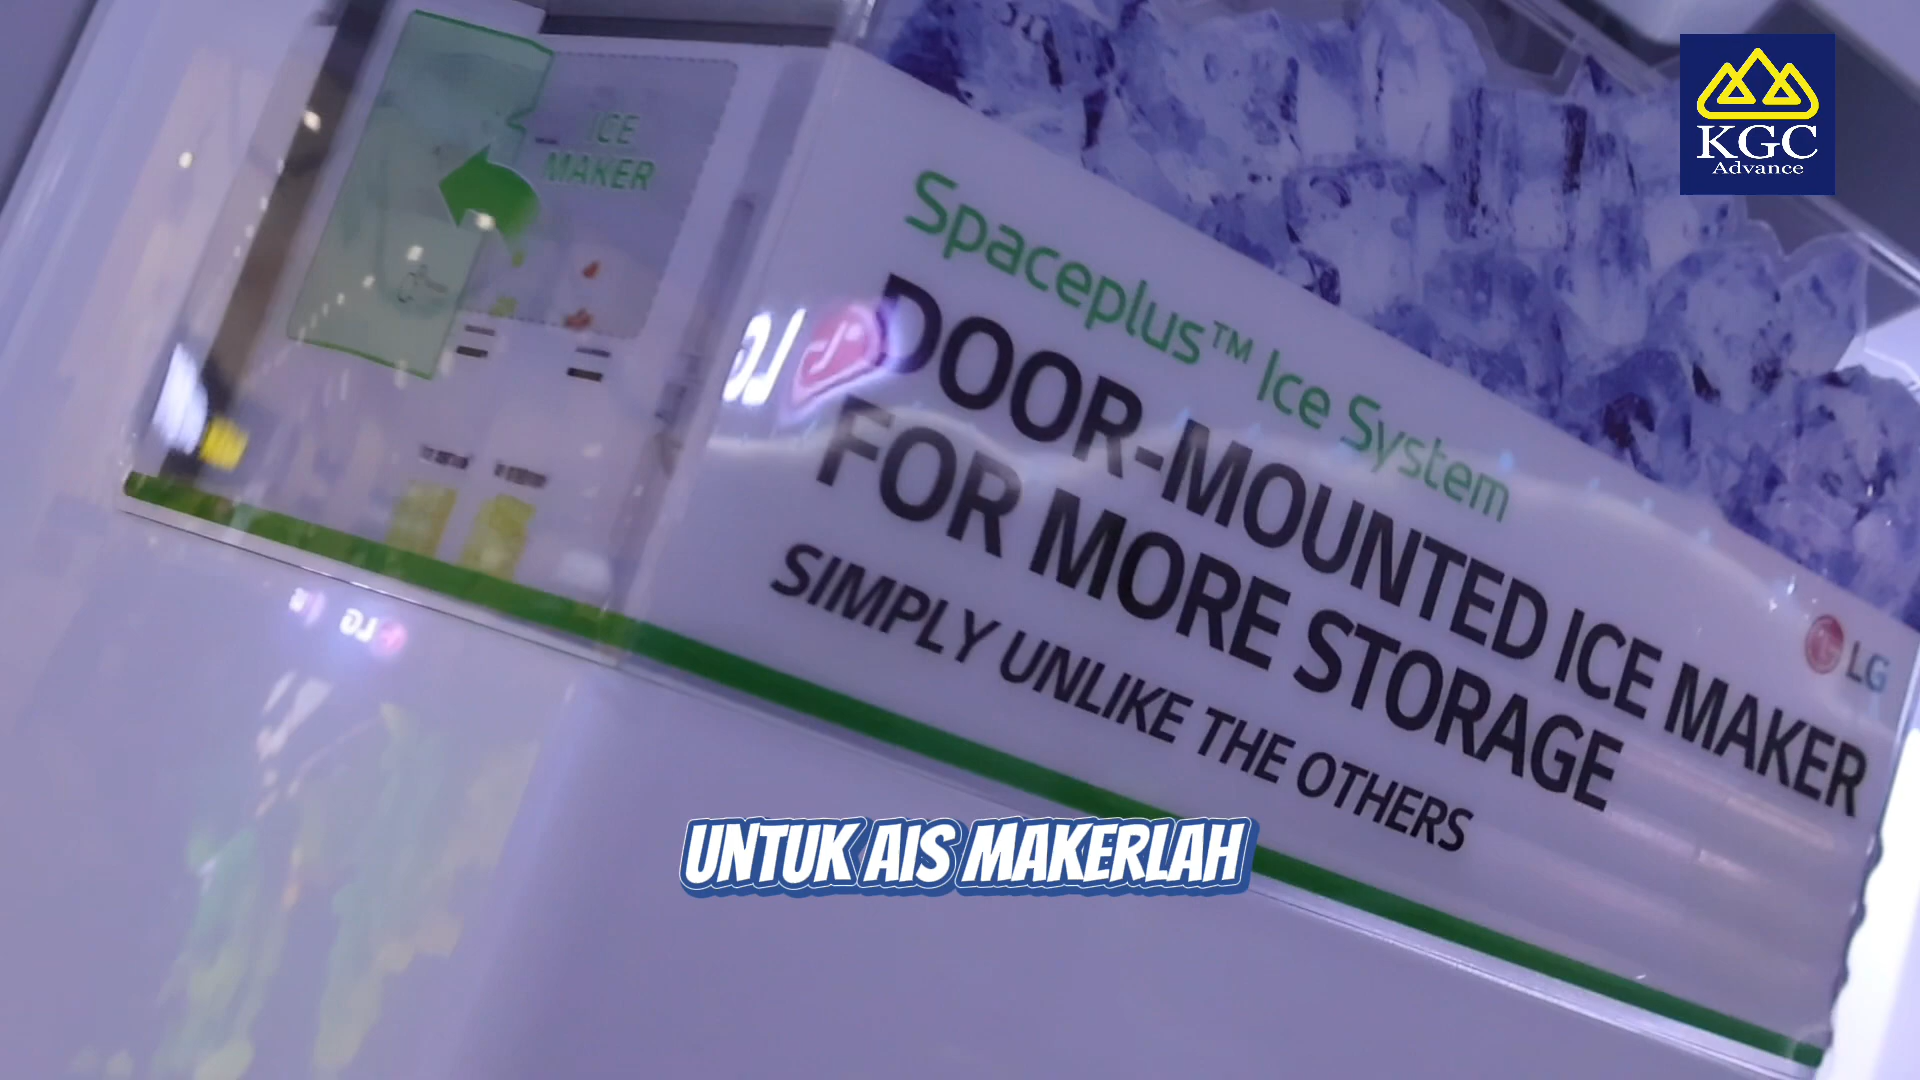 KGC
Advance
ICE
MAKER
Spaceplus™ Ice System
DOOR-MOUNTED ICE MAKER
FOR MORE STORAGE
SIMPLY UNLIKE THE OTHERS
LG
UNTUK AIS MAKERLAH